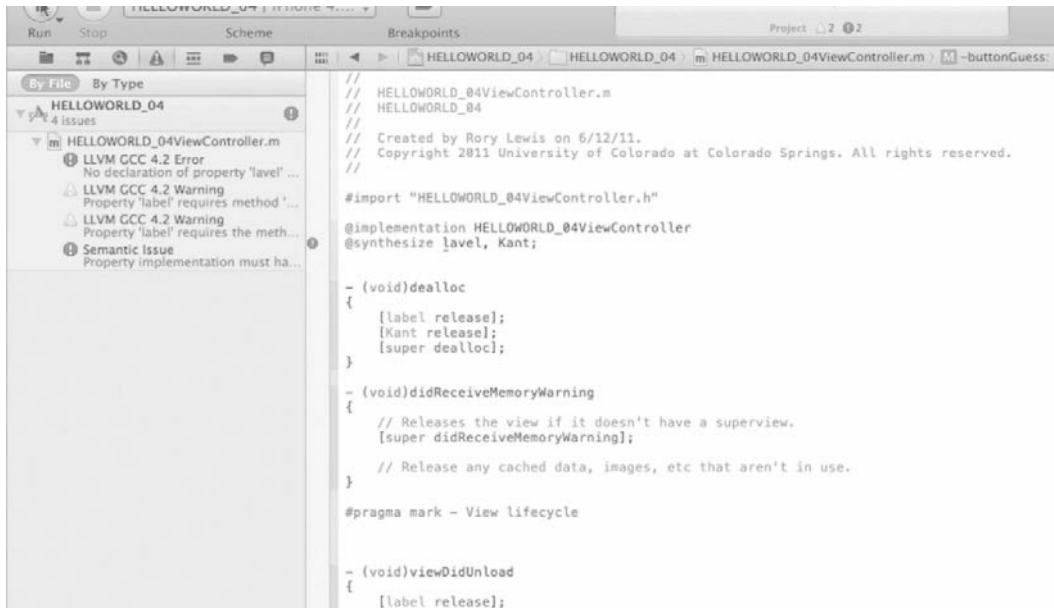 HELLOWORLD_04 | iPhone 4....
Run Stop Scheme Breakpoints
Project 2 2
HELLOWORLD_04 HELLOWORLD_04 m HELLOWORLD_04ViewController.m M -buttonGuess:
By File By Type
HELLOWORLD_04
4 issues
m HELLOWORLD_04ViewController.m
LLVM GCC 4.2 Error
No declaration of property 'lavel' ...
LLVM GCC 4.2 Warning
Property 'label' requires method '...
LLVM GCC 4.2 Warning
Property 'label' requires the meth...
Semantic Issue
Property implementation must ha...
//
// HELLOWORLD_04ViewController.m
// HELLOWORLD_04
//
// Created by Rory Lewis on 6/12/11.
// Copyright 2011 University of Colorado at Colorado Springs. All rights reserved.
//
#import "HELLOWORLD_04ViewController.h"
@implementation HELLOWORLD_04ViewController
@synthesize lavel, Kant;
- (void)dealloc
{
[label release];
[Kant release];
[super dealloc];
}
- (void)didReceiveMemoryWarning
{
// Releases the view if it doesn't have a superview.
[super didReceiveMemoryWarning];
// Release any cached data, images, etc that aren't in use.
}
#pragma mark - View lifecycle
- (void)viewDidUnload
{
[label release];